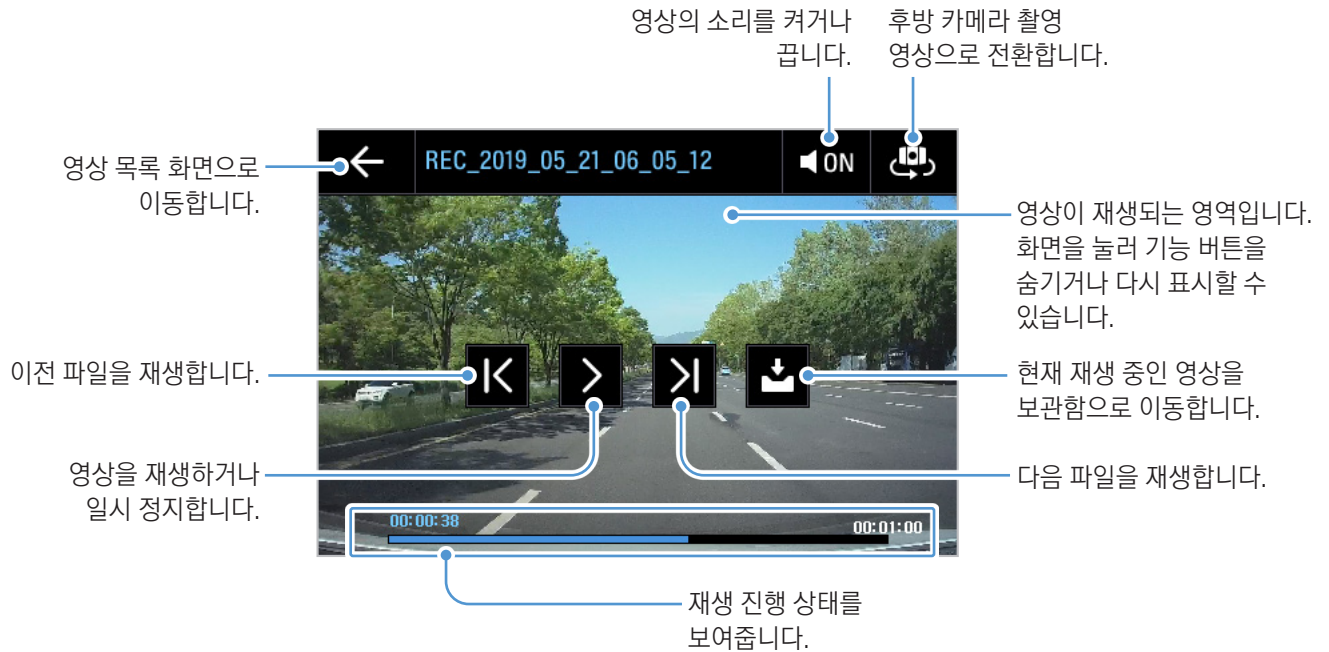 영상의 소리를 켜거나
끕니다.
후방 카메라 촬영
영상으로 전환합니다.
REC_2019_05_21_06_05_12
ON
영상 목록 화면으로
이동합니다.
영상이 재생되는 영역입니다.
화면을 눌러 기능 버튼을
숨기거나 다시 표시할 수
있습니다.
이전 파일을 재생합니다.
현재 재생 중인 영상을
보관함으로 이동합니다.
영상을 재생하거나
일시 정지합니다.
다음 파일을 재생합니다.
00:00:38
00:01:00
재생 진행 상태를
보여줍니다.